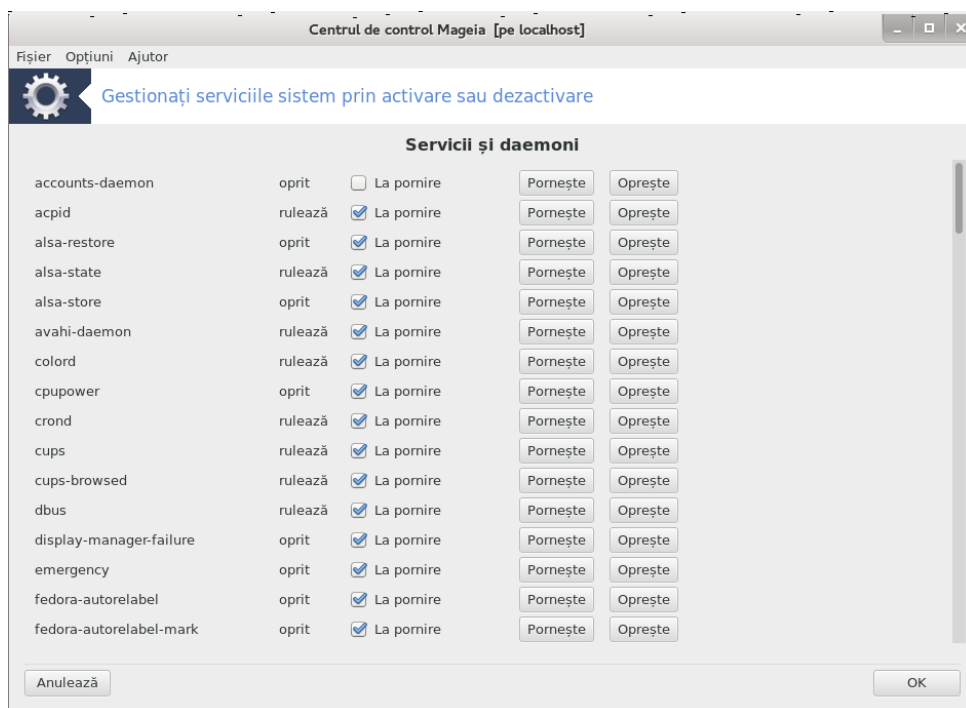 Centrul de control Mageia [pe localhost]
Fișier Opțiuni Ajutor
Gestionați serviciile sistem prin activare sau dezactivare
Servicii și daemoni
accounts-daemon oprit La pornire Pornește Oprește
acpid rulează La pornire Pornește Oprește
alsa-restore oprit La pornire Pornește Oprește
alsa-state rulează La pornire Pornește Oprește
alsa-store oprit La pornire Pornește Oprește
avahi-daemon rulează La pornire Pornește Oprește
colord rulează La pornire Pornește Oprește
cpupower oprit La pornire Pornește Oprește
crond rulează La pornire Pornește Oprește
cups rulează La pornire Pornește Oprește
cups-browsed rulează La pornire Pornește Oprește
dbus rulează La pornire Pornește Oprește
display-manager-failure oprit La pornire Pornește Oprește
emergency oprit La pornire Pornește Oprește
fedora-autorelabel oprit La pornire Pornește Oprește
fedora-autorelabel-mark oprit La pornire Pornește Oprește
Anulează OK